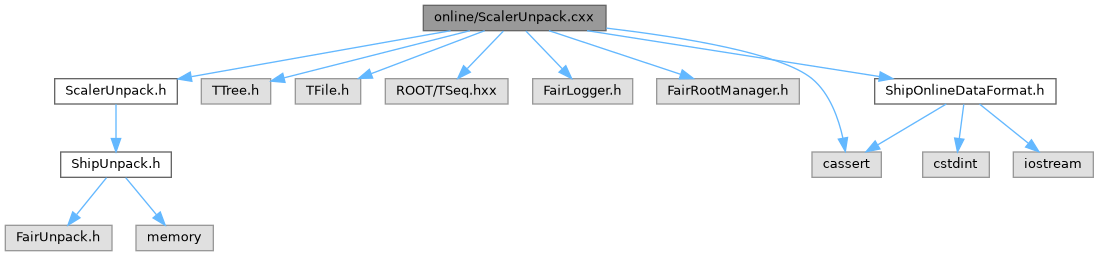 online/ScalerUnpack.cxx
ScalerUnpack.h
TTree.h
TFile.h
ROOT/TSeq.hxx
FairLogger.h
FairRootManager.h
ShipOnlineDataFormat.h
ShipUnpack.h
cassert
cstdint
iostream
FairUnpack.h
memory